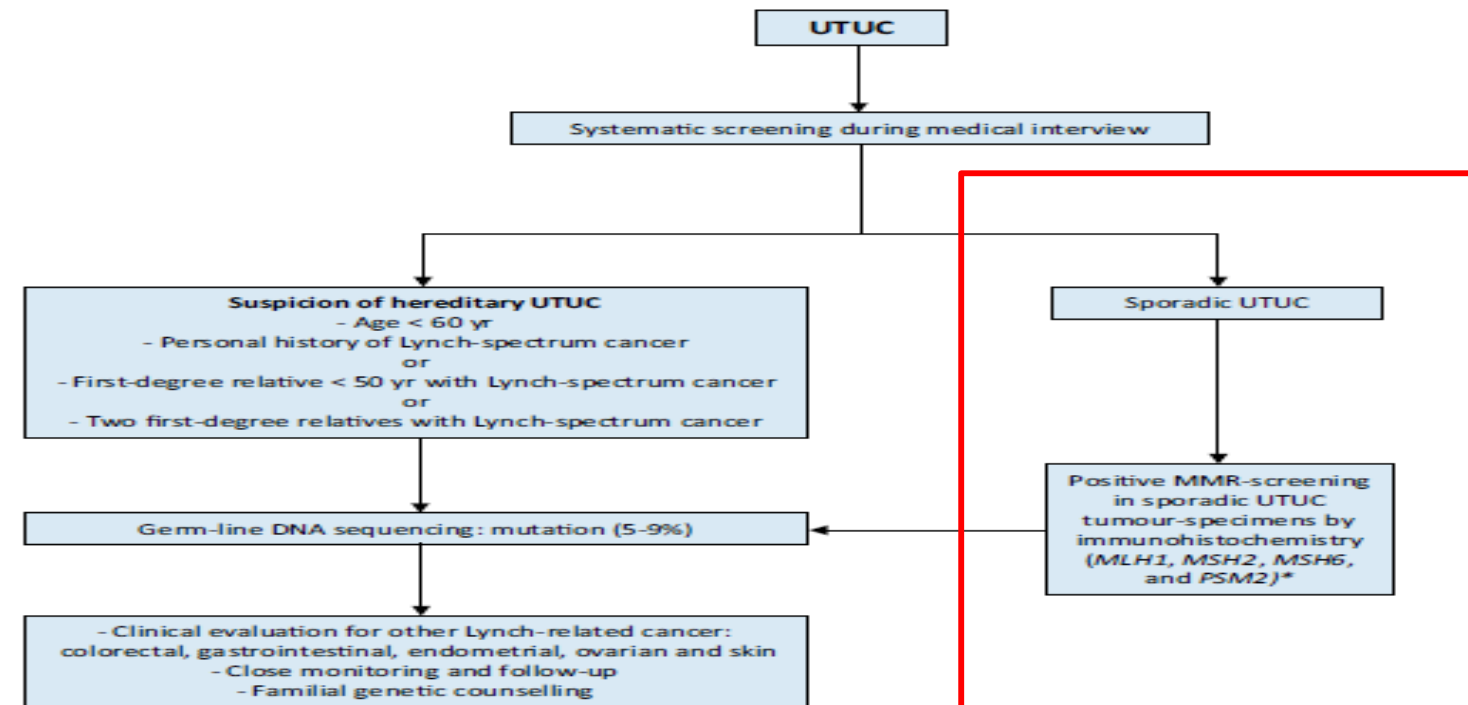 UTUC
Systematic screening during medical interview
Suspicion of hereditary UTUC
- Age < 60 yr
- Personal history of Lynch-spectrum cancer
or
- First-degree relative < 50 yr with Lynch-spectrum cancer
or
- Two first-degree relatives with Lynch-spectrum cancer
Sporadic UTUC
Positive MMR-screening
in sporadic UTUC
tumour-specimens by
immunohistochemistry
(MLH1, MSH2, MSH6,
and PSM2)*
Germ-line DNA sequencing: mutation (5-9%)
- Clinical evaluation for other Lynch-related cancer:
colorectal, gastrointestinal, endometrial, ovarian and skin
- Close monitoring and follow-up
- Familial genetic counselling